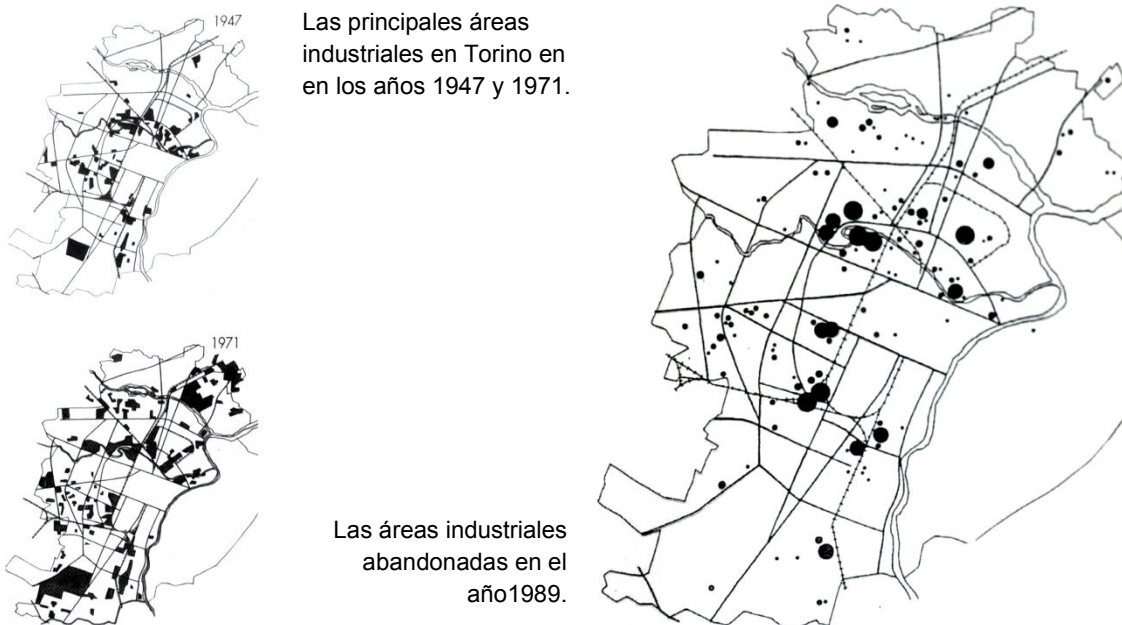 1947
Las principales áreas
industriales en Torino en
en los años 1947 y 1971.
1971
Las áreas industriales
abandonadas en el
año1989.